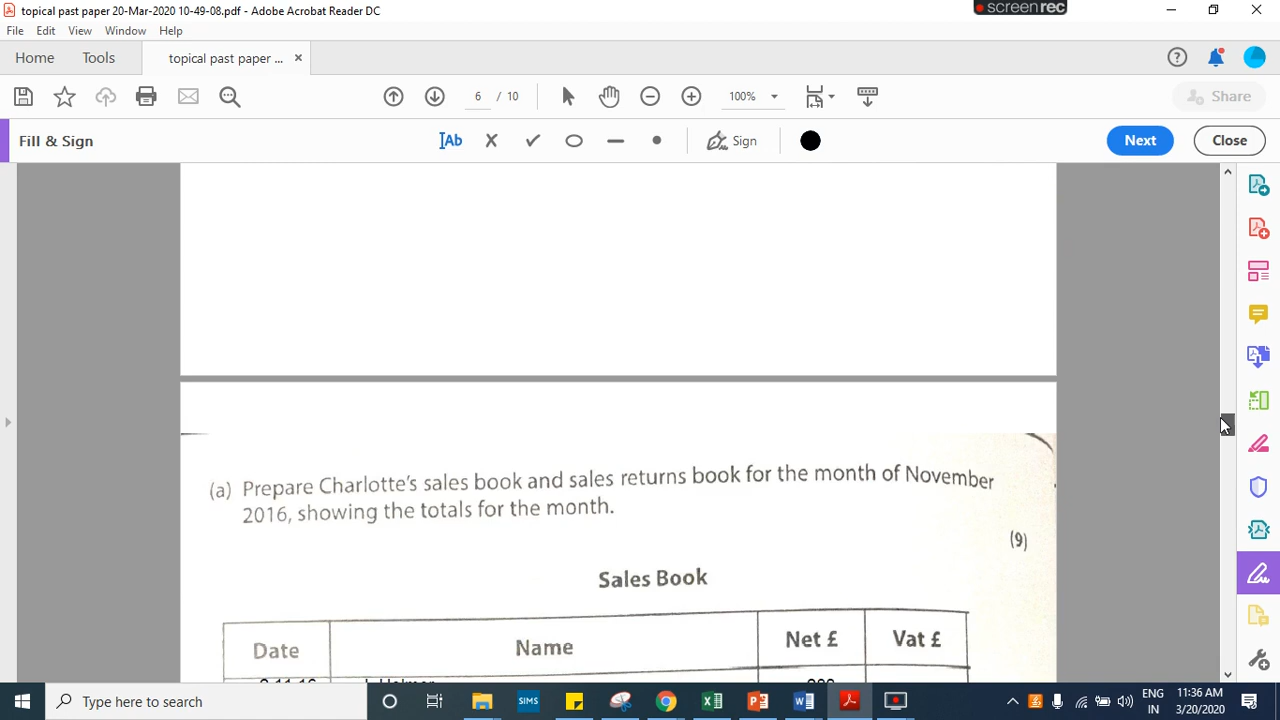 topical past paper 20-Mar-2020 10-49-08.pdf - Adobe Acrobat Reader DC
screenrec
File Edit View Window Help
Home Tools topical past paper ... ×
6 / 10 100% Share
Fill & Sign Ab Sign Next Close
(a) Prepare Charlotte's sales book and sales returns book for the month of November
2016, showing the totals for the month.
(9)
Sales Book
Date Name Net £ Vat £
Type here to search
SIMS
ENG
IN
11:36 AM
3/20/2020